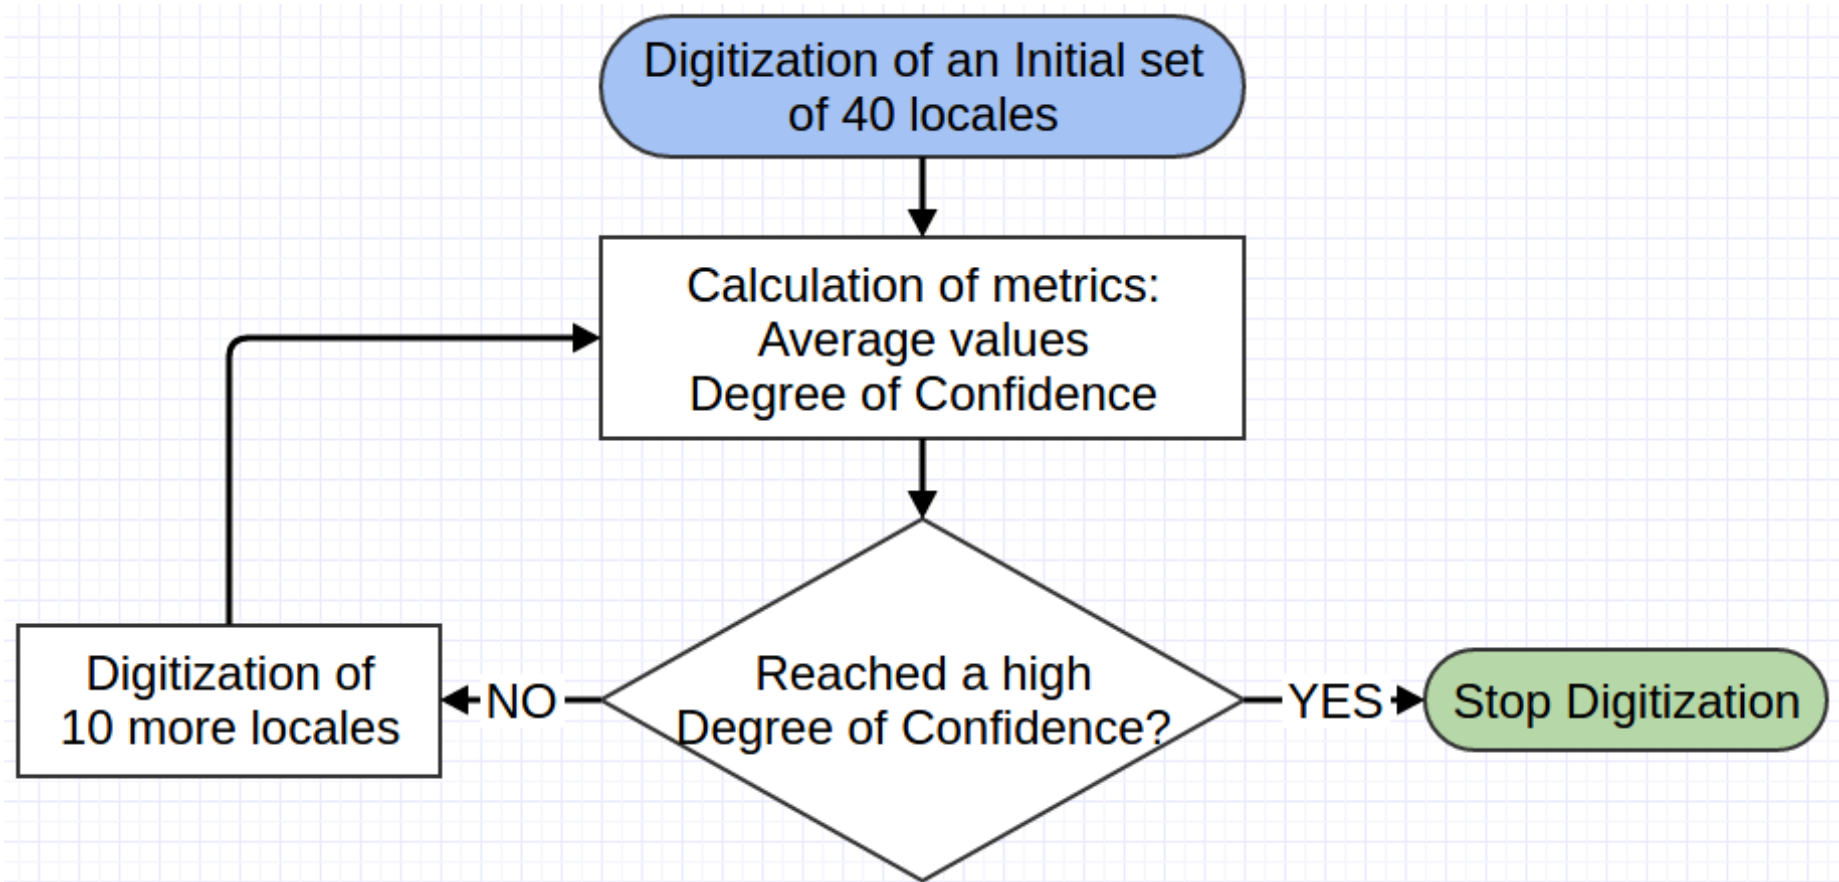 Digitization of an Initial set
of 40 locales
Calculation of metrics:
Average values
Degree of Confidence
Reached a high
Degree of Confidence?
NO
YES
Digitization of
10 more locales
Stop Digitization